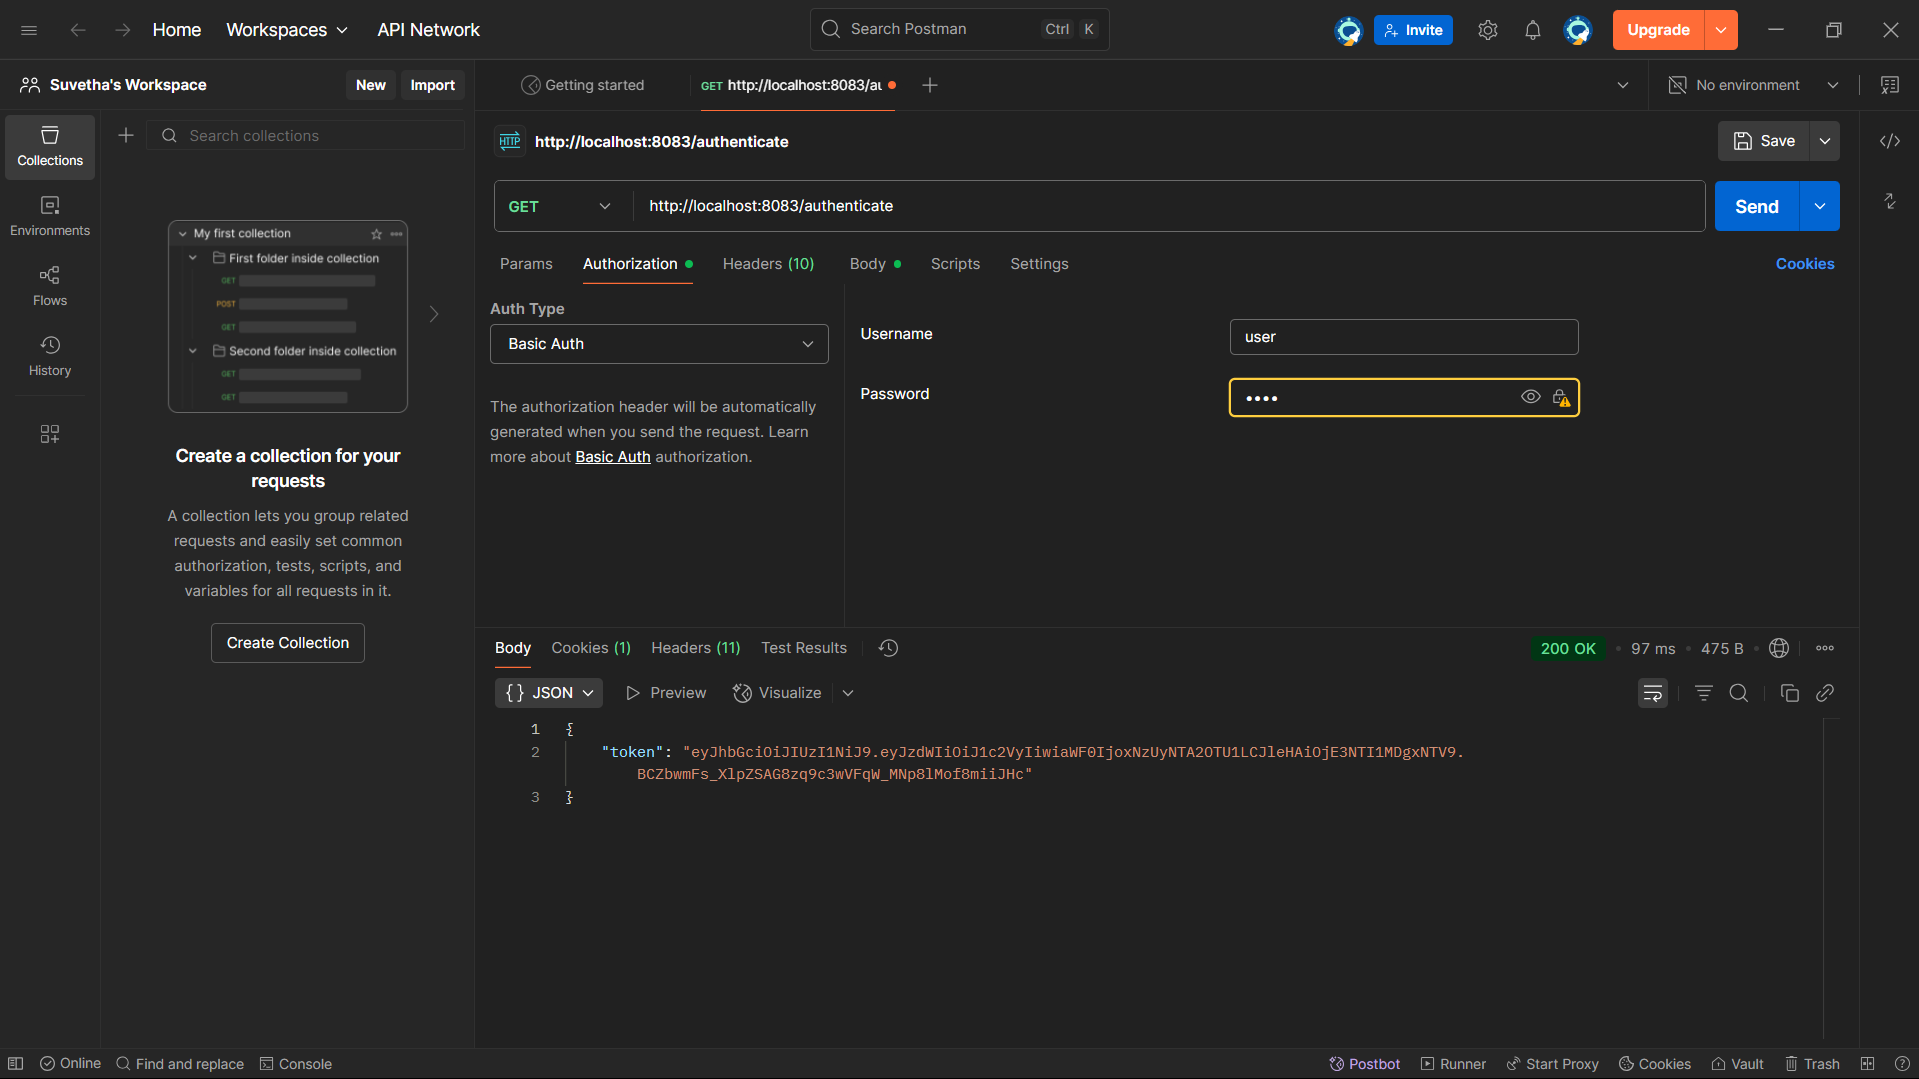 Home Workspaces API Network Search Postman Ctrl K Invite Upgrade
Suvetha's Workspace New Import
Getting started GET http://localhost:8083/au No environment
Search collections
Collections
Environments
Flows
History
My first collection
First folder inside collection
GET
POST
GET
Second folder inside collection
GET
GET
Create a collection for your
requests
A collection lets you group related
requests and easily set common
authorization, tests, scripts, and
variables for all requests in it.
Create Collection
HTTP http://localhost:8083/authenticate Save
GET http://localhost:8083/authenticate Send
Params Authorization Headers (10) Body Scripts Settings Cookies
Auth Type
Basic Auth
The authorization header will be automatically
generated when you send the request. Learn
more about Basic Auth authorization.
Username user
Password ••••
Body Cookies (1) Headers (11) Test Results 200 OK • 97 ms • 475 B
{} JSON Preview Visualize
1 {
2 "token": "eyJhbGciOiJIUzI1NiJ9.eyJzdWIiOiJ1c2VyIiwiaWF0IjoxNzUyNTA2OTU1LCJleHAiOjE3NTI1MDgxNTV9.
BCZbwmFs_XlpZSAG8zq9c3wVFqW_MNp8lMof8miiJHc"
3 }
Online Find and replace Console Postbot Runner Start Proxy Cookies Vault Trash